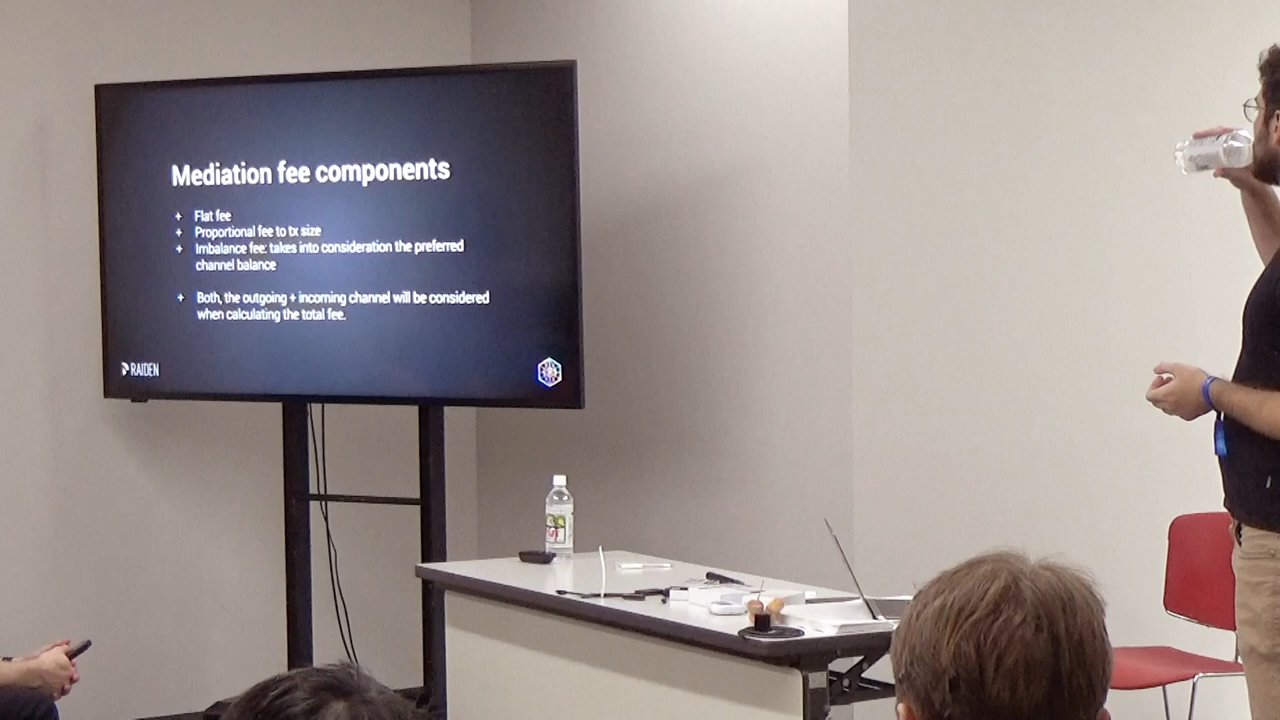 Mediation fee components
+ Flat fee
+ Proportional fee to tx size
+ Imbalance fee: takes into consideration the preferred
channel balance
+ Both, the outgoing + incoming channel will be considered
when calculating the total fee.
RAIDEN